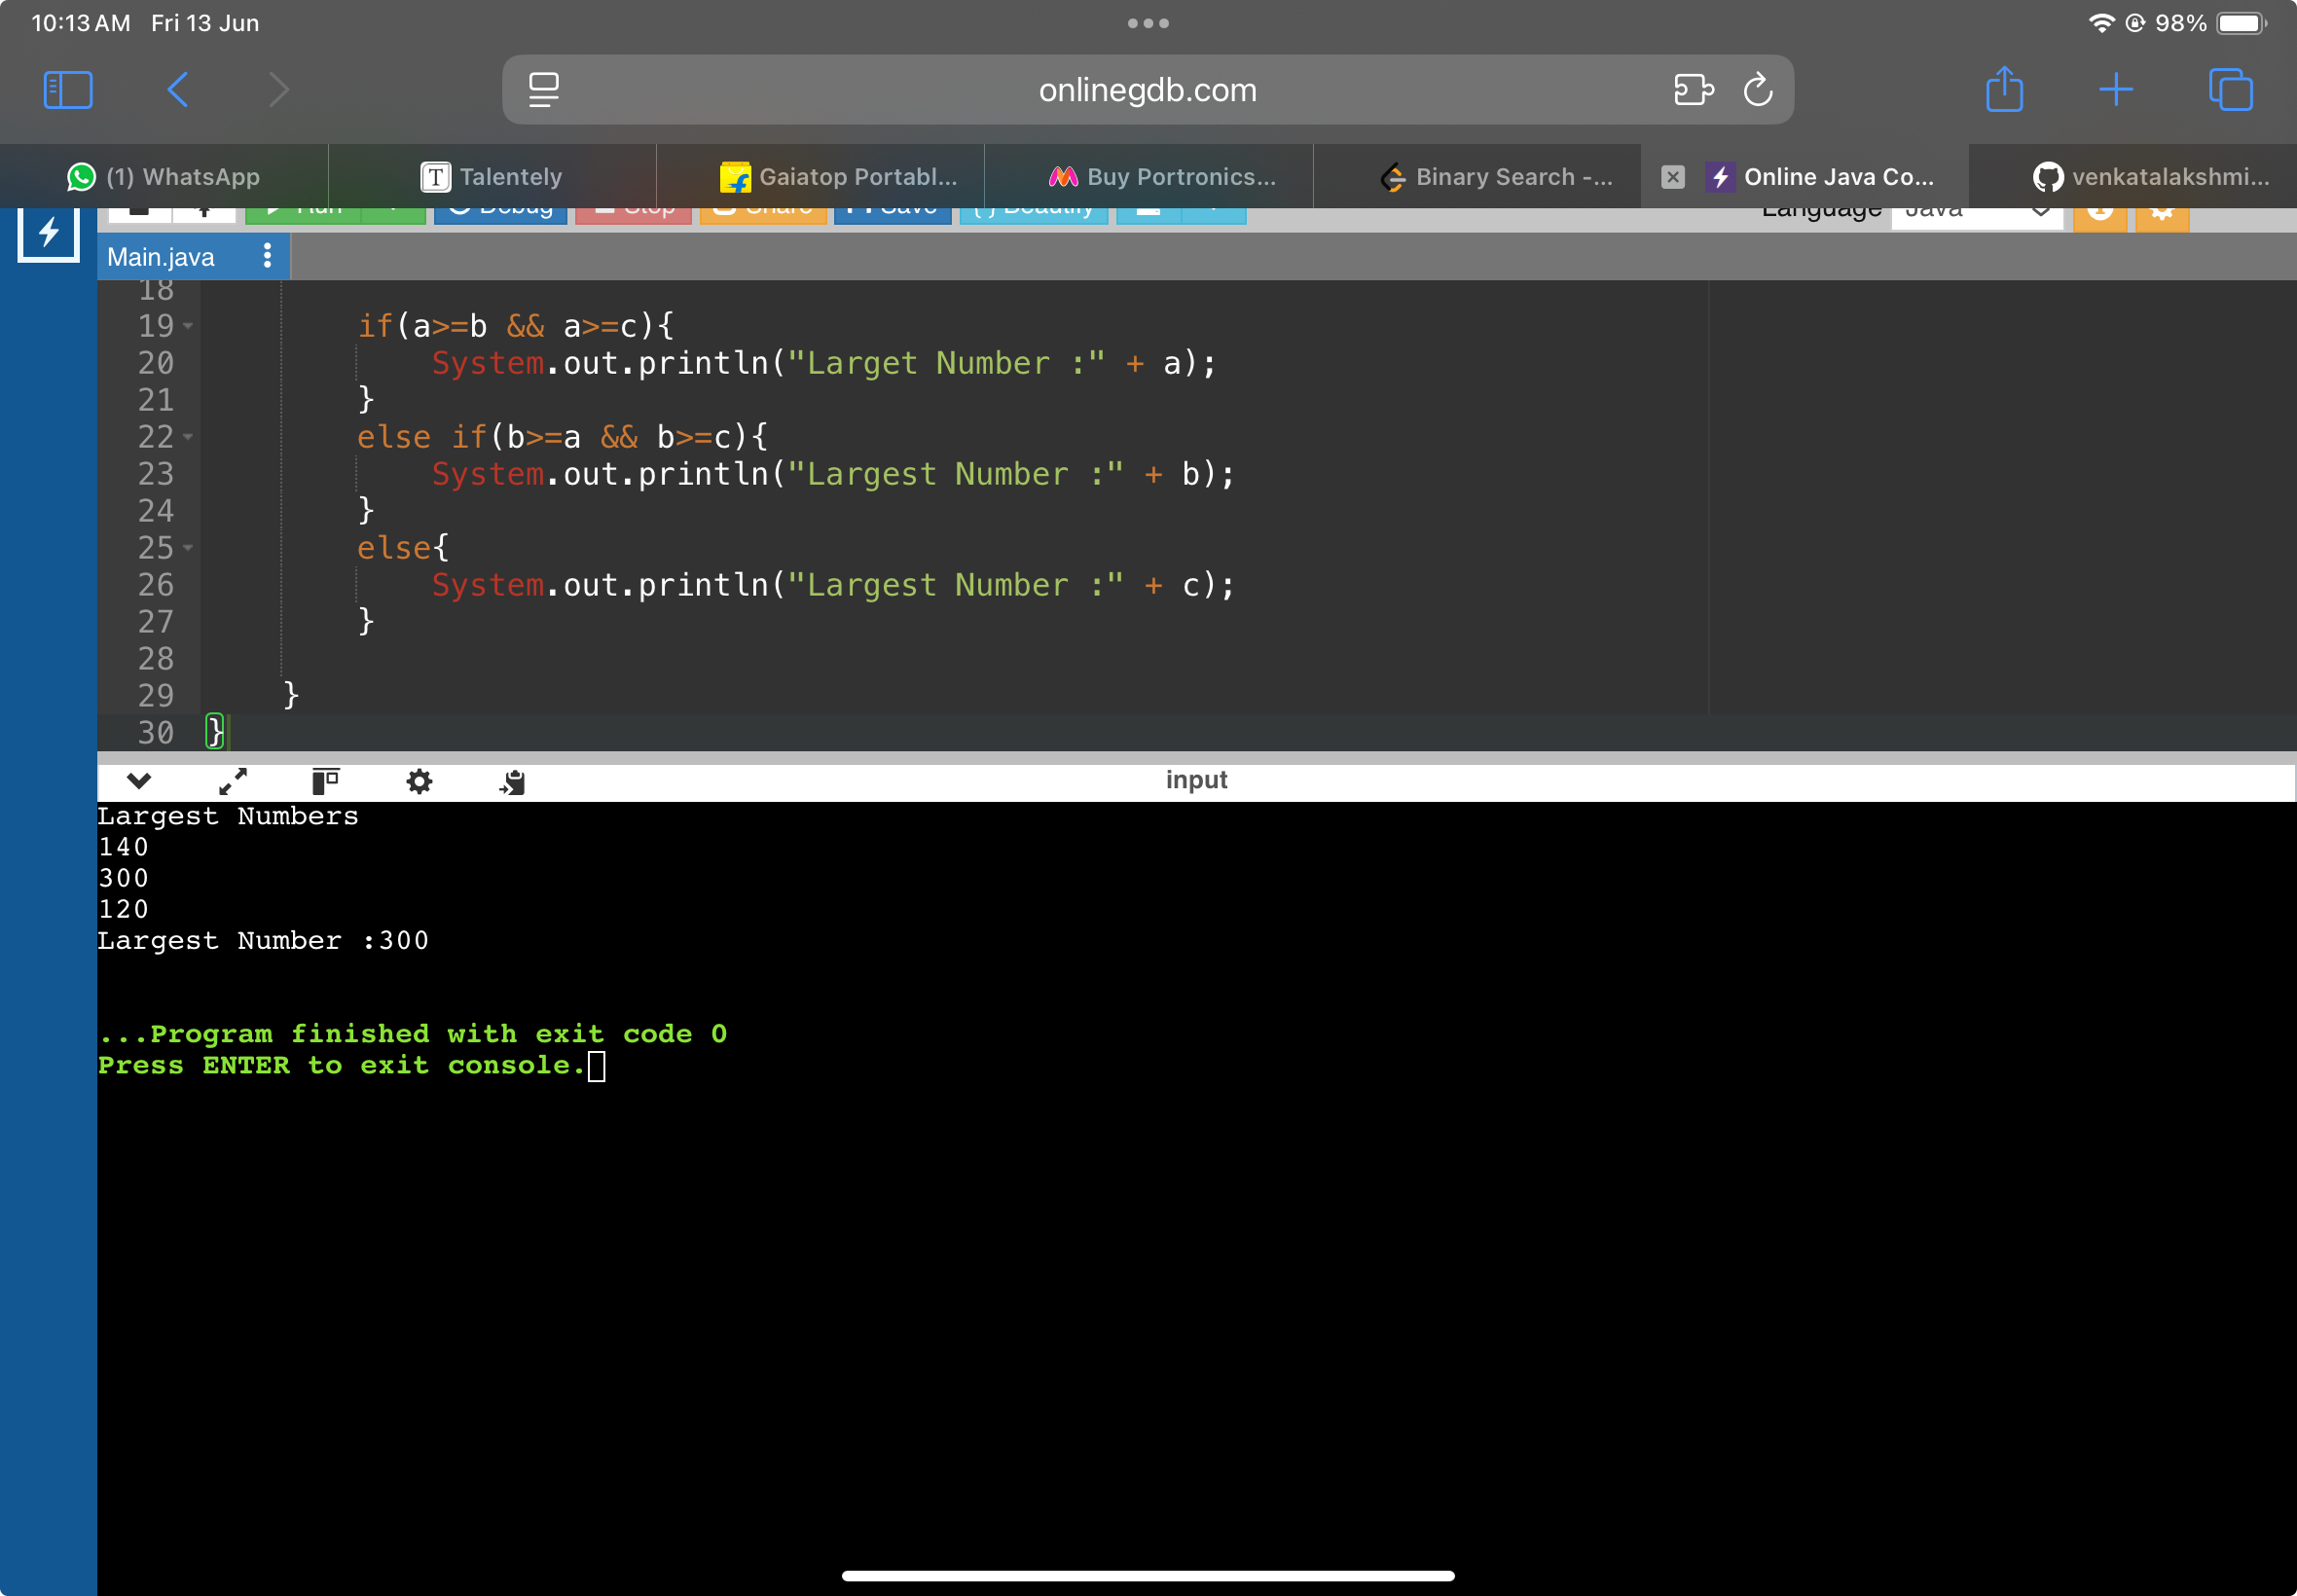 10:13 AM Fri 13 Jun
98%
onlinegdb.com
(1) WhatsApp
T Talentely
Gaiatop Portabl...
Buy Portronics...
Binary Search -...
Online Java Co...
venkatalakshmi...
Run
Debug
Stop
Share
Save
{ } Beautify
Language Java
Main.java
18
19 if(a>=b && a>=c){
20 System.out.println("Larget Number :" + a);
21 }
22 else if(b>=a && b>=c){
23 System.out.println("Largest Number :" + b);
24 }
25 else{
26 System.out.println("Largest Number :" + c);
27 }
28
29 }
30 }
input
Largest Numbers
140
300
120
Largest Number :300
...Program finished with exit code 0
Press ENTER to exit console.